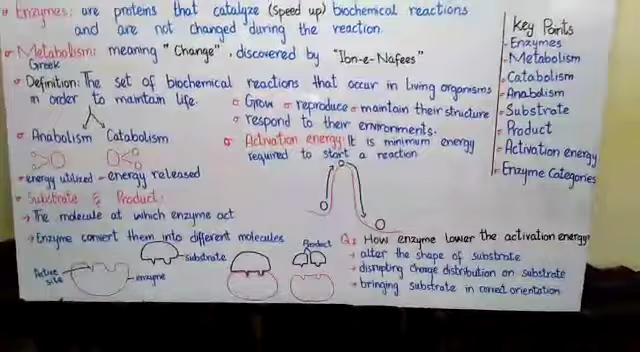 Enzymes: are proteins that catalyze (speed up) biochemical reactions
and are not changed during the reaction.
Metabolism: meaning "Change", discovered by "Ibn-e-Nafees"
Greek
Definition: The set of biochemical reactions that occur in living organisms
in order to maintain life.
Grow reproduce maintain their structure
respond to their environments.
Anabolism Catabolism
energy utilized energy released
Activation energy: It is minimum energy
required to start a reaction
Substrate & Product:
The molecule at which enzyme act
Enzyme convert them into different molecules
substrate
Product
Active site
enzyme
Q: How enzyme lower the activation energy?
alter the shape of substrate
disrupting charge distribution on substrate
bringing substrate in correct orientation
Key Points
Enzymes
Metabolism
Catabolism
Anabolism
Substrate
Product
Activation energy
Enzyme Categories